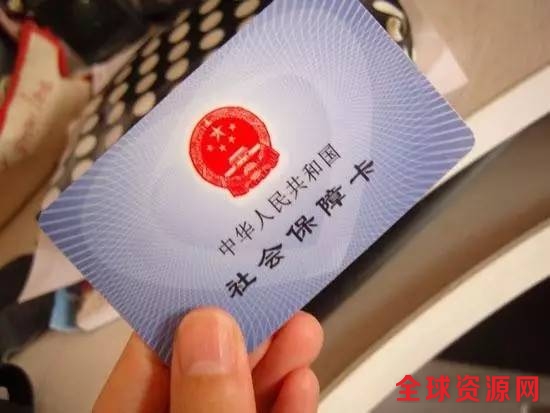 中华人民共和国
社会保障卡
全球资源网